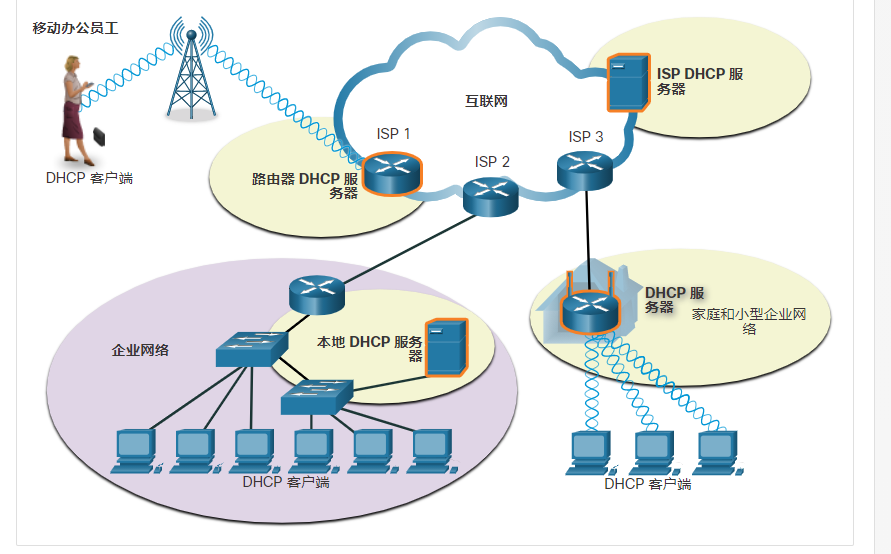 移动办公员工
DHCP 客户端
互联网
ISP DHCP 服
务器
ISP 1
ISP 2
ISP 3
路由器 DHCP 服
务器
DHCP 服
务器
家庭和小型企业网
络
企业网络
本地 DHCP 服务
器
DHCP 客户端
DHCP 客户端